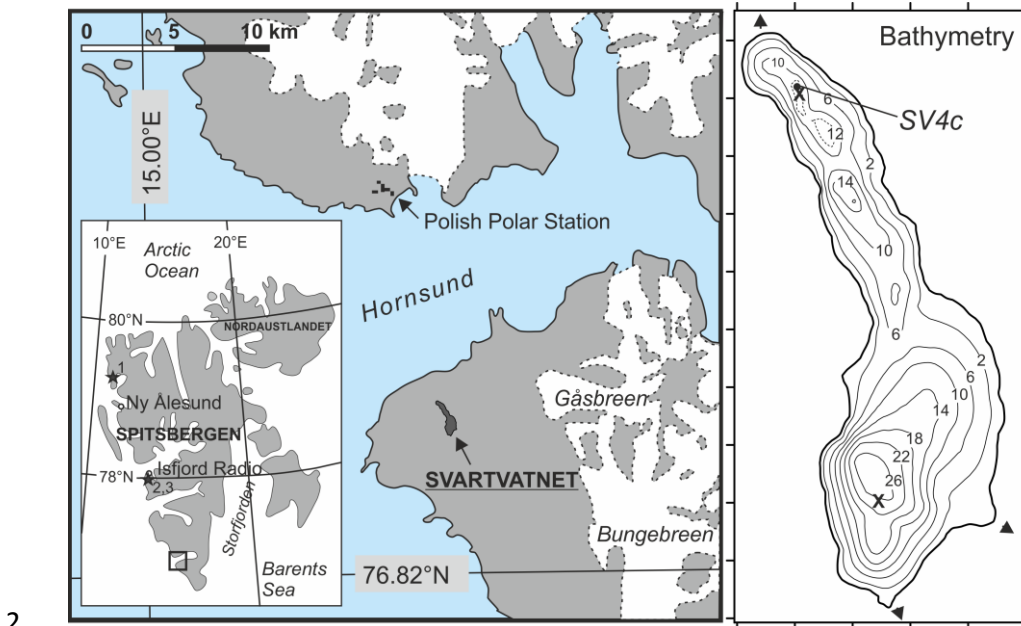 0 5 10 km
15.00°E
Polish Polar Station
Hornsund
Gåsbreen
SVARTVATNET
Bungebreen
76.82°N
10°E 20°E
Arctic
Ocean
80°N
NORDAUSTLANDET
1
Ny Ålesund
SPITSBERGEN
Isfjord Radio
78°N
2,3
Storfjorden
Barents
Sea
Bathymetry
10
6
X
SV4c
12
2
14
10
6
2
6
10
14
18
22
26
X
2